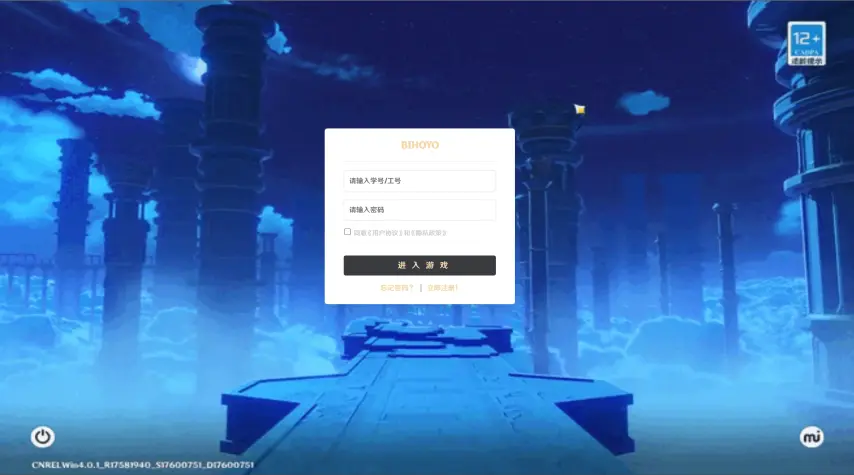 12+
CADPA
适龄提示
BIHOYO
请输入学号/工号
请输入密码
同意《用户协议》和《隐私政策》
进 入 游 戏
忘记密码? | 立即注册!
CNRELWin4.0.1_R17581940_S17600751_D17600751